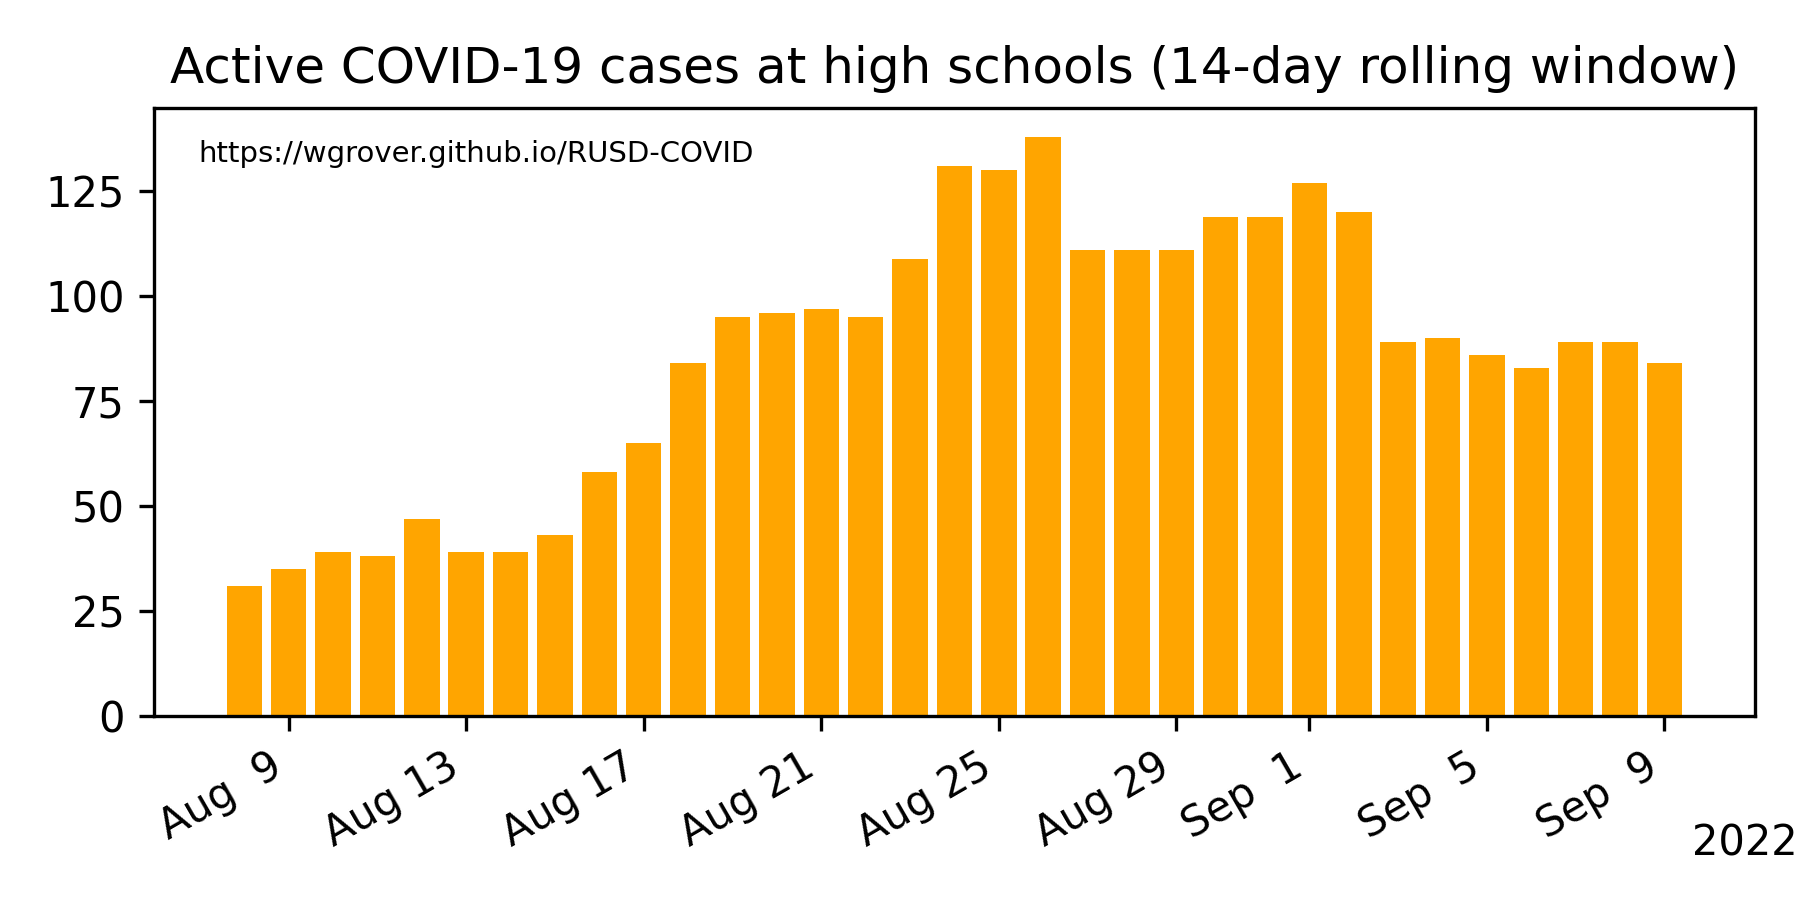 Active COVID-19 cases at high schools (14-day rolling window)
https://wgrover.github.io/RUSD-COVID
125
100
75
50
25
0
Aug 9
Aug 13
Aug 17
Aug 21
Aug 25
Aug 29
Sep 1
Sep 5
Sep 9
2022